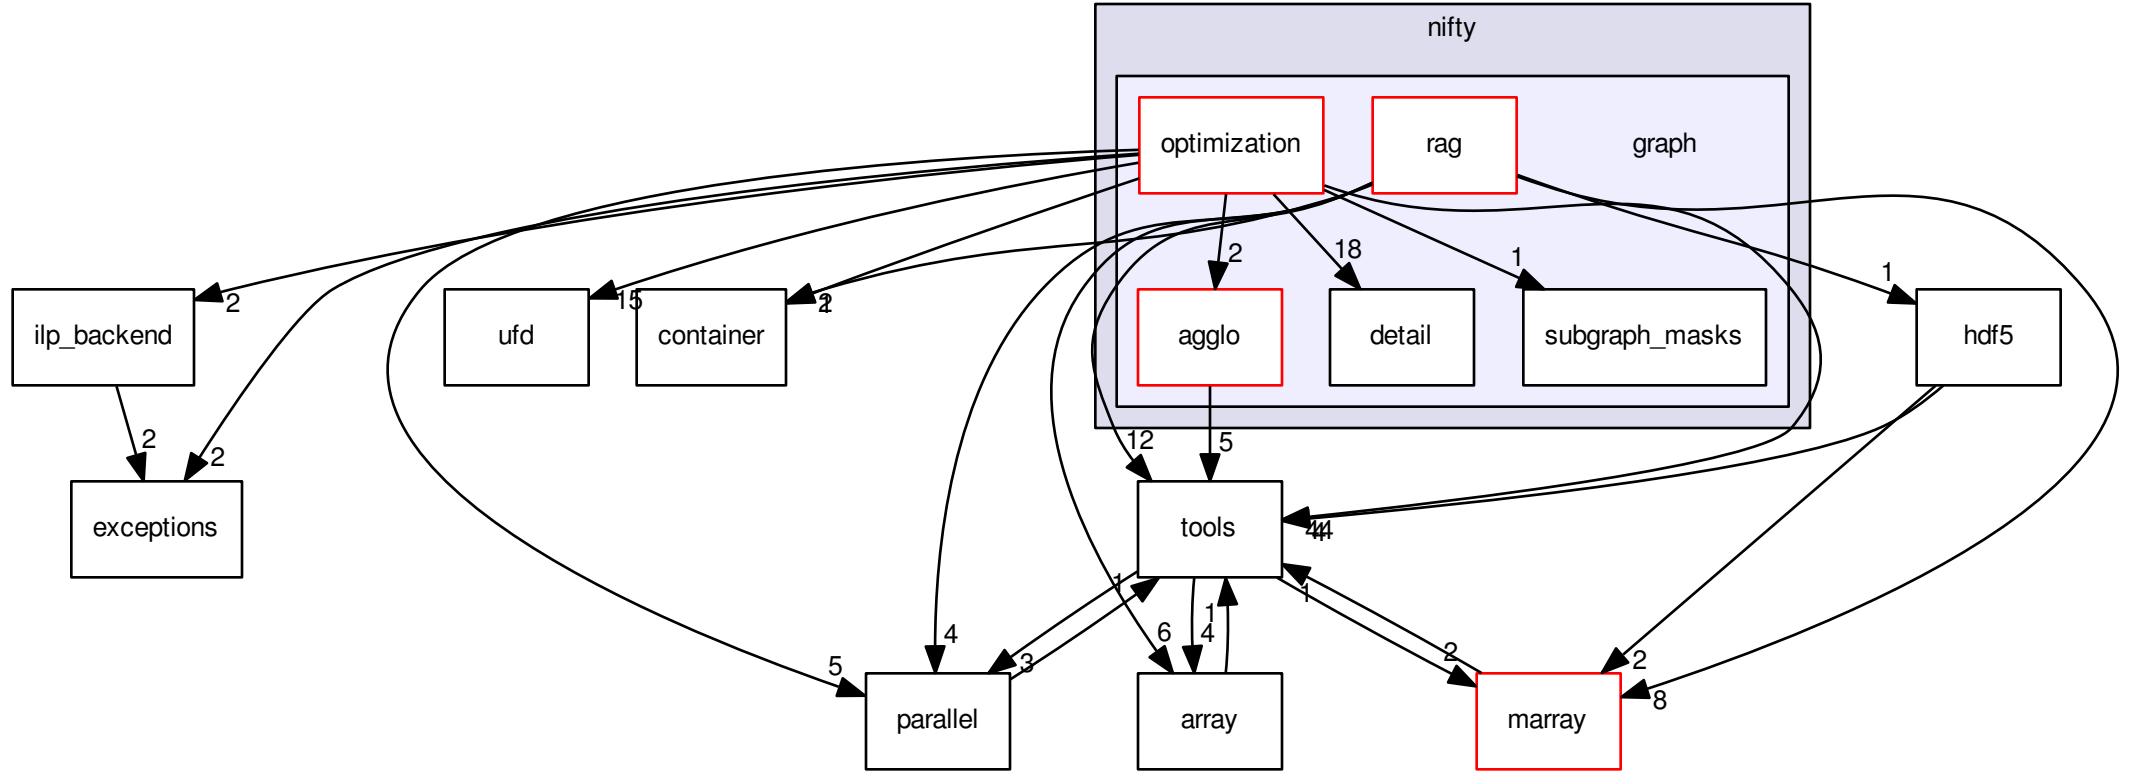 nifty
optimization
rag
graph
18
2
1
1
2
15
2
1
ilp_backend
ufd
container
agglo
detail
subgraph_masks
hdf5
2
2
12
5
exceptions
tools
44
4
1
1
1
4
6
4
2
3
2
5
8
parallel
array
marray